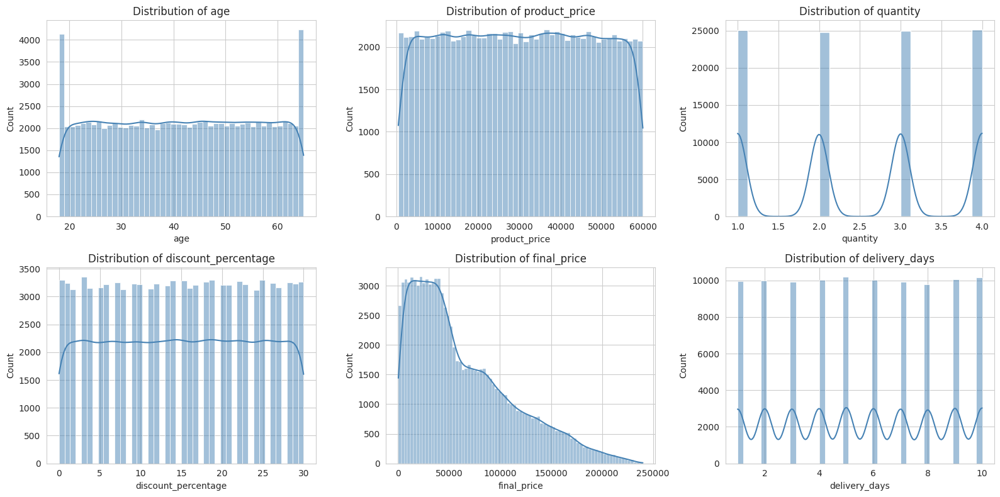 Distribution of age
4000
3500
3000
2500
2000
1500
1000
500
0
Count
20 30 40 50 60
age
Distribution of product_price
2000
1500
1000
500
0
Count
0 10000 20000 30000 40000 50000 60000
product_price
Distribution of quantity
25000
20000
15000
10000
5000
0
Count
1.0 1.5 2.0 2.5 3.0 3.5 4.0
quantity
Distribution of discount_percentage
3500
3000
2500
2000
1500
1000
500
0
Count
0 5 10 15 20 25 30
discount_percentage
Distribution of final_price
3000
2500
2000
1500
1000
500
0
Count
0 50000 100000 150000 200000 250000
final_price
Distribution of delivery_days
10000
8000
6000
4000
2000
0
Count
2 4 6 8 10
delivery_days